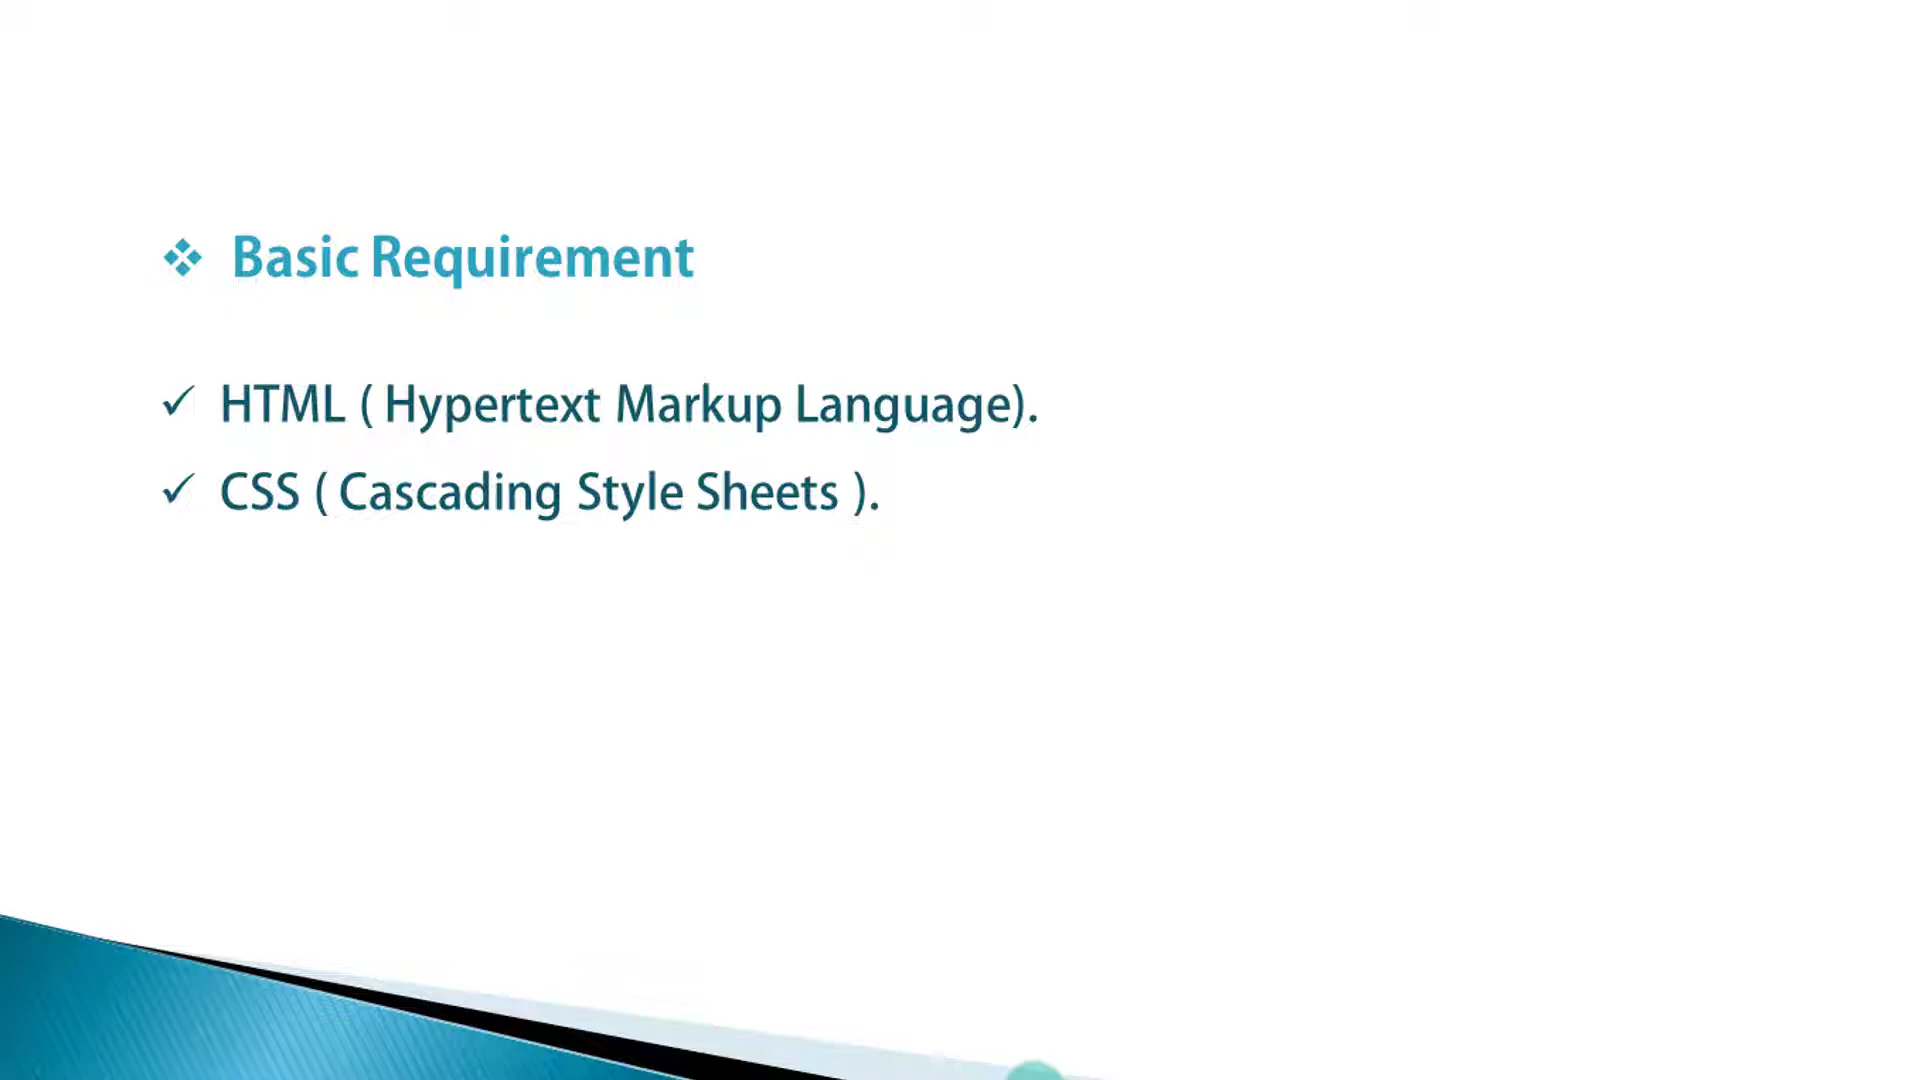 ❖ Basic Requirement
✓ HTML ( Hypertext Markup Language).
✓ CSS ( Cascading Style Sheets ).